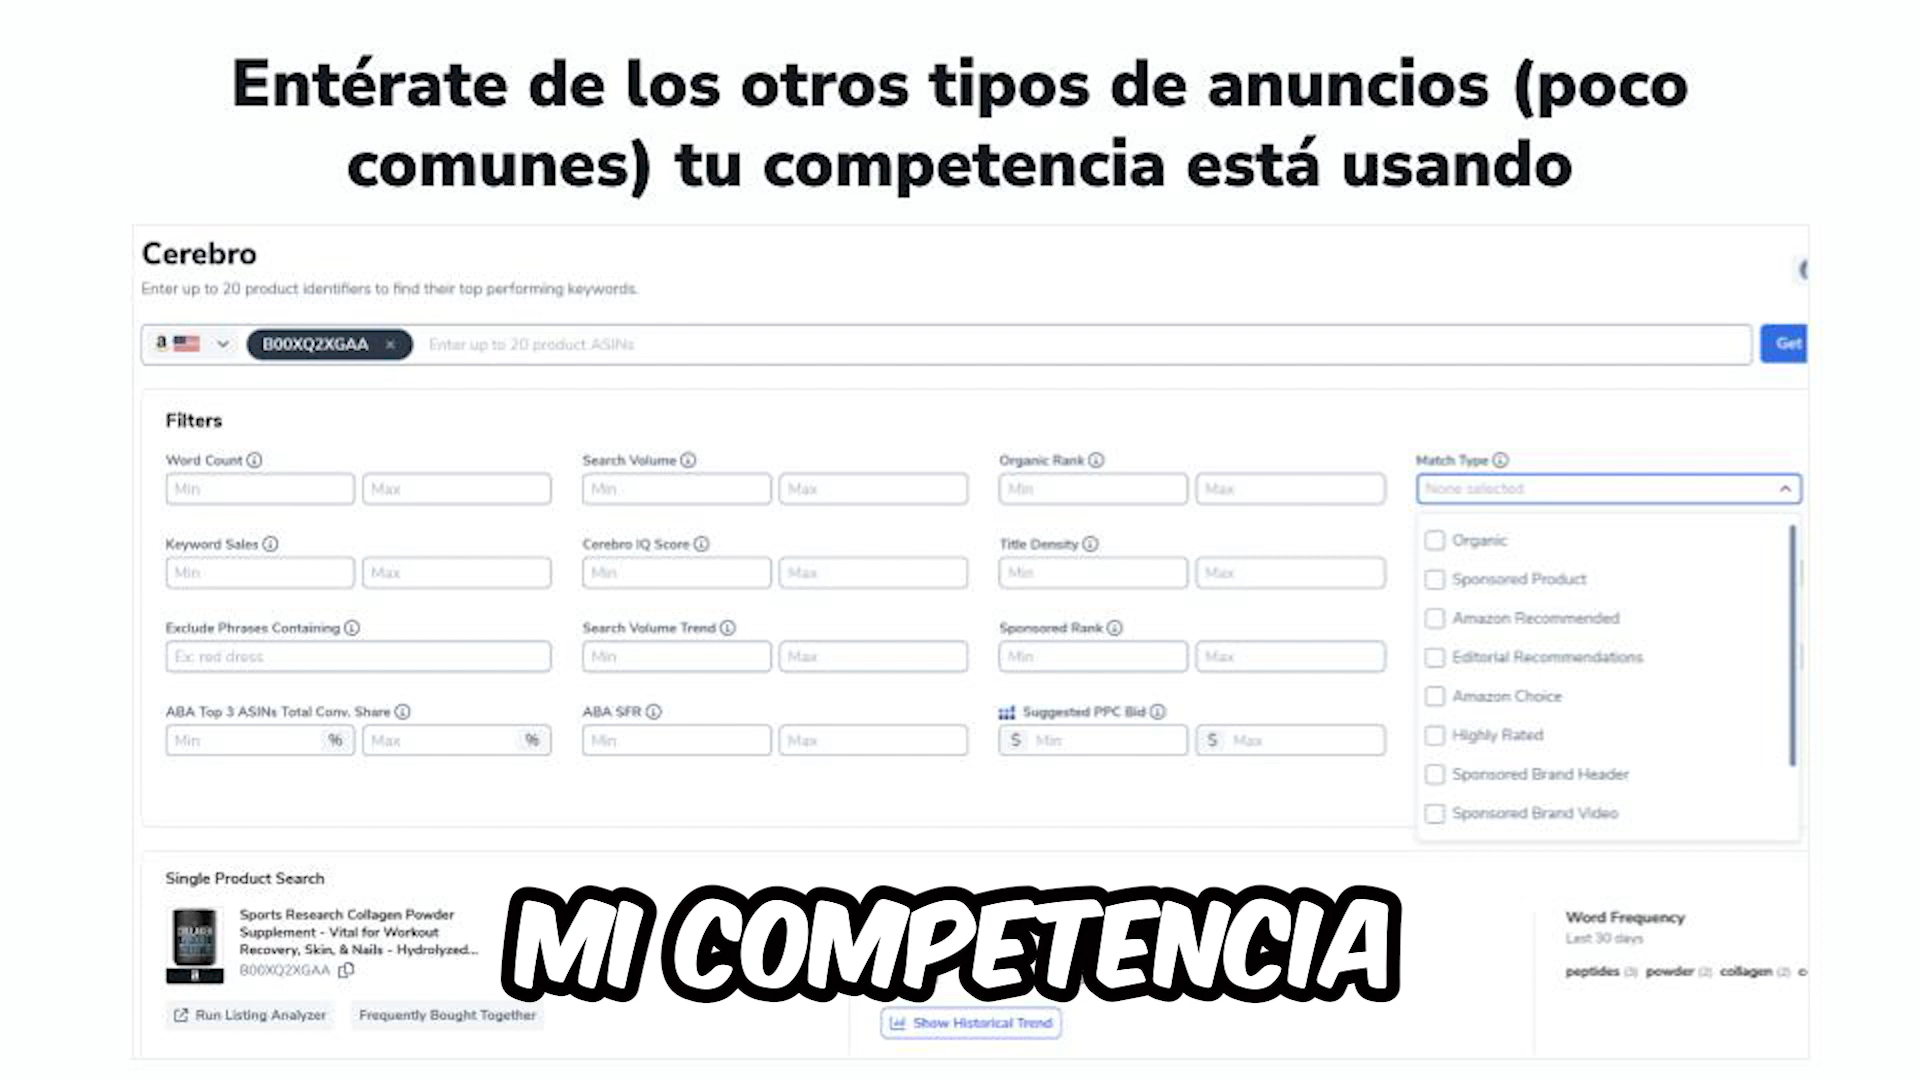 Entérate de los otros tipos de anuncios (poco
comunes) tu competencia está usando
Cerebro
Enter up to 20 product identifiers to find their top performing keywords.
B00XQ2XGAA × Enter up to 20 product ASINs
Get
Filters
Word Count Search Volume Organic Rank Match Type
Min Max Min Max Min Max None selected
Organic
Keyword Sales Cerebro IQ Score Title Density
Min Max Min Max Min Max
Sponsored Product
Amazon Recommended
Exclude Phrases Containing Search Volume Trend Sponsored Rank
Ex: red dress Min Max Min Max
Editorial Recommendations
Amazon Choice
ABA Top 3 ASINs Total Conv. Share ABA SFR Suggested PPC Bid
Min % Max % Min Max $ Min $ Max
Highly Rated
Sponsored Brand Header
Sponsored Brand Video
Single Product Search
Sports Research Collagen Powder
Supplement - Vital for Workout
Recovery, Skin, & Nails - Hydrolyzed...
B00XQ2XGAA
Run Listing Analyzer Frequently Bought Together
MI COMPETENCIA
Show Historical Trend
Word Frequency
Last 30 days
peptides (3) powder (2) collagen (2) c